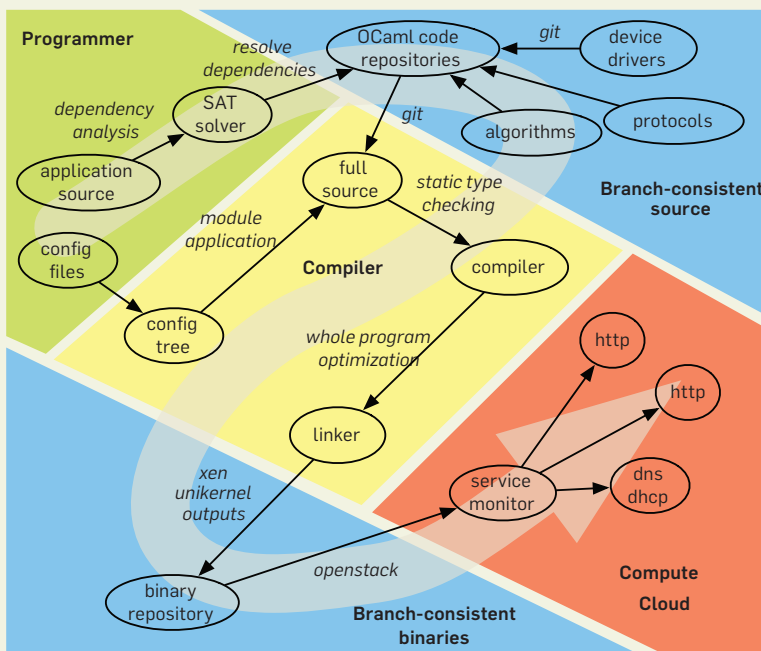 Programmer
resolve
dependencies
OCaml code
repositories
git
device
drivers
dependency
analysis
SAT
solver
git
algorithms
protocols
application
source
full
source
static type
checking
Branch-consistent
source
module
application
config
files
Compiler
compiler
config
tree
whole program
optimization
http
http
linker
xen
unikernel
outputs
service
monitor
dns
dhcp
openstack
binary
repository
Branch-consistent
binaries
Compute
Cloud